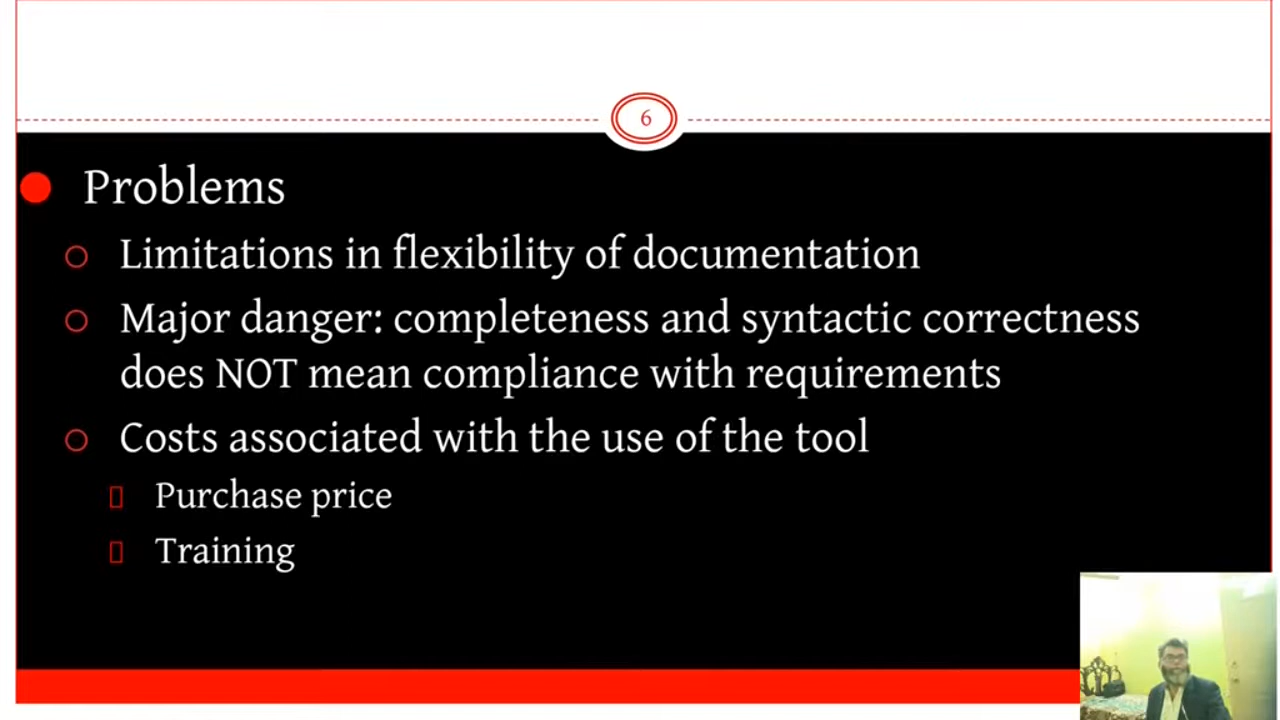 6
Problems
Limitations in flexibility of documentation
Major danger: completeness and syntactic correctness
does NOT mean compliance with requirements
Costs associated with the use of the tool
Purchase price
Training